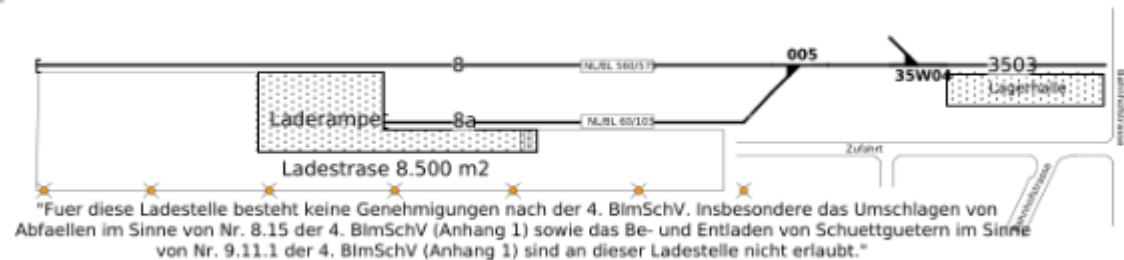 005
8
NL/BL 560/575
35W04
3503
Lagerhalle
Laderampe
8a
NL/BL 60/103
Zufahrt
Ladestrase 8.500 m2
"Fuer diese Ladestelle besteht keine Genehmigungen nach der 4. BImSchV. Insbesondere das Umschlagen von
Abfaellen im Sinne von Nr. 8.15 der 4. BImSchV (Anhang 1) sowie das Be- und Entladen von Schuettguetern im Sinne
von Nr. 9.11.1 der 4. BImSchV (Anhang 1) sind an dieser Ladestelle nicht erlaubt."